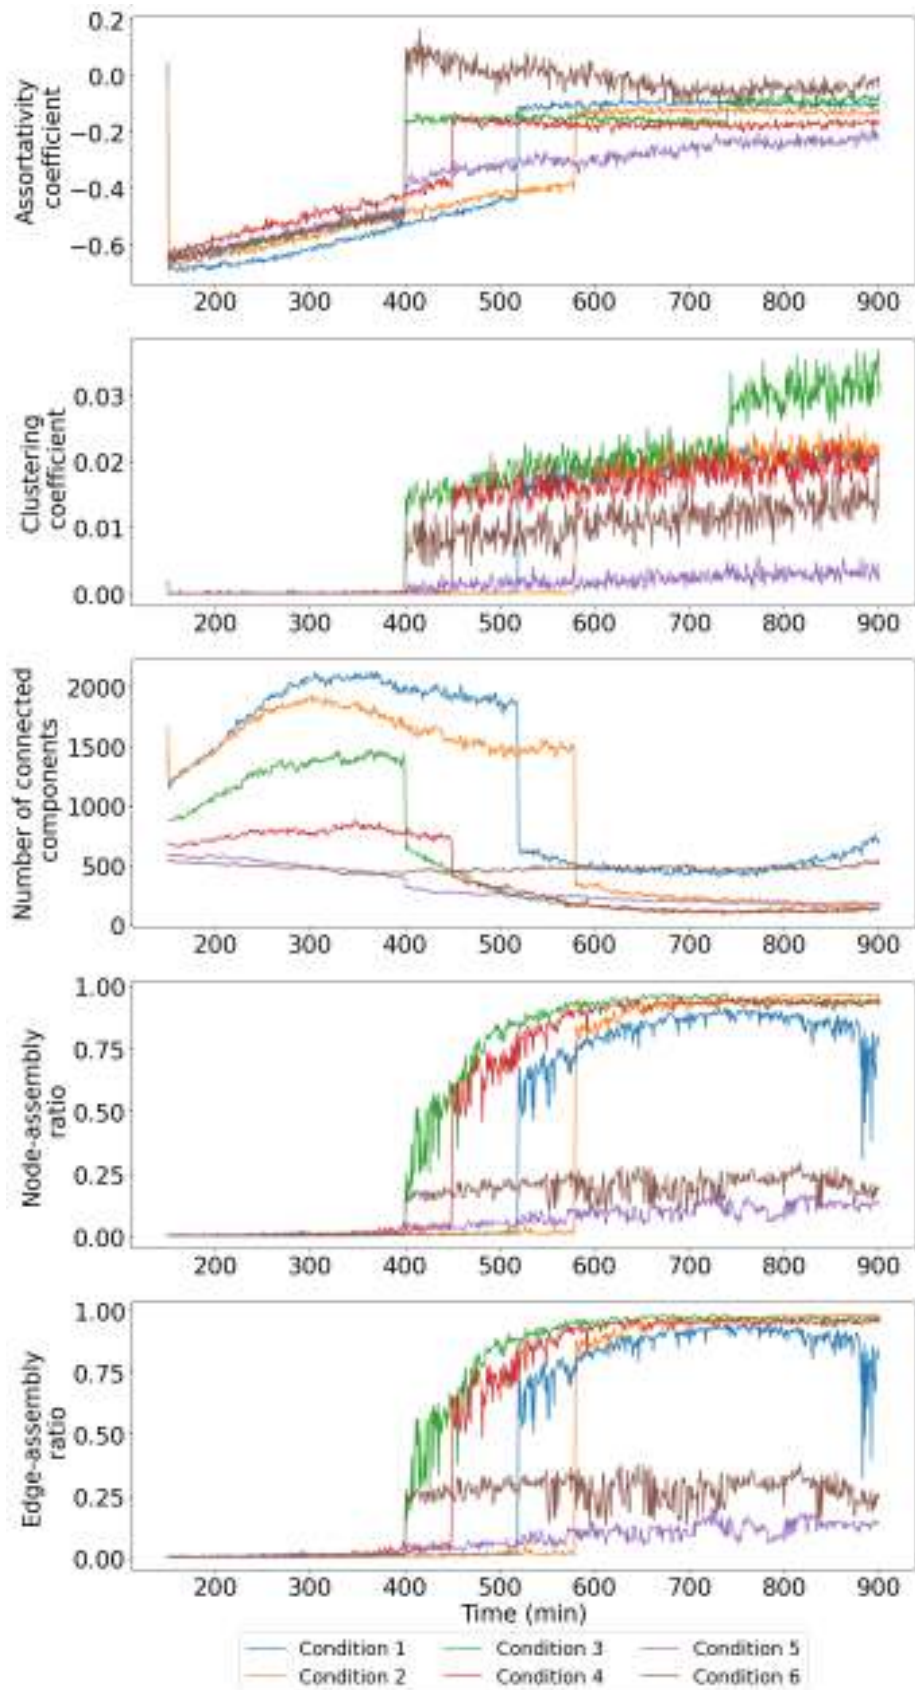 Assortativity
coefficient
0.2
0.0
−0.2
−0.4
−0.6
200 300 400 500 600 700 800 900
Clustering
coefficient
0.03
0.02
0.01
0.00
200 300 400 500 600 700 800 900
Number of connected
components
2000
1500
1000
500
0
200 300 400 500 600 700 800 900
Node-assembly
ratio
1.00
0.75
0.50
0.25
0.00
200 300 400 500 600 700 800 900
Edge-assembly
ratio
1.00
0.75
0.50
0.25
0.00
200 300 400 500 600 700 800 900
Time (min)
Condition 1 Condition 3 Condition 5
Condition 2 Condition 4 Condition 6